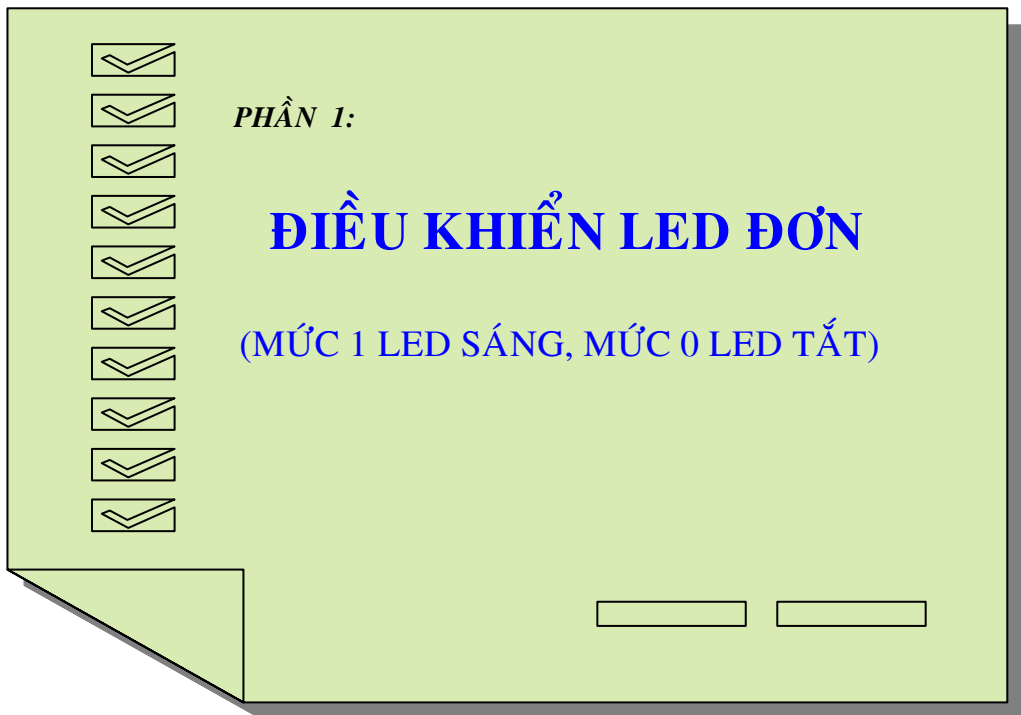 PHẦN 1:
ĐIỀU KHIỂN LED ĐƠN
(MỨC 1 LED SÁNG, MỨC 0 LED TẮT)